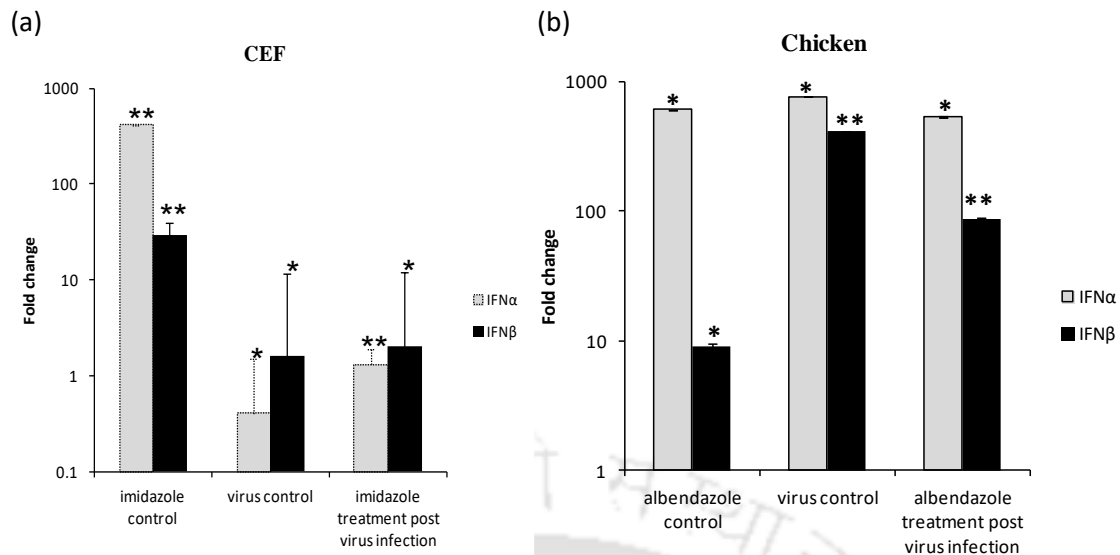 (a)
CEF
Fold change
1000
100
10
1
0.1
**
**
*
*
**
*
imidazole
control
virus control
imidazole
treatment post
virus infection
IFNα
IFNβ
(b)
Chicken
Fold change
1000
100
10
1
*
*
*
**
*
**
albendazole
control
virus control
albendazole
treatment post
virus infection
IFNα
IFNβ